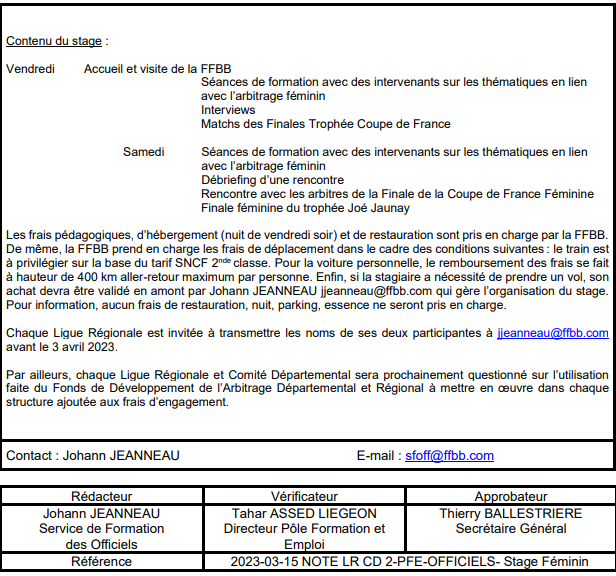 Contenu du stage :
Vendredi Accueil et visite de la FFBB
Séances de formation avec des intervenants sur les thématiques en lien
avec l'arbitrage féminin
Interviews
Matchs des Finales Trophée Coupe de France
Samedi Séances de formation avec des intervenants sur les thématiques en lien
avec l'arbitrage féminin
Débriefing d'une rencontre
Rencontre avec les arbitres de la Finale de la Coupe de France Féminine
Finale féminine du trophée Joé Jaunay
Les frais pédagogiques, d'hébergement (nuit de vendredi soir) et de restauration sont pris en charge par la FFBB.
De même, la FFBB prend en charge les frais de déplacement dans le cadre des conditions suivantes : le train est
à privilégier sur la base du tarif SNCF 2nde classe. Pour la voiture personnelle, le remboursement des frais se fait
à hauteur de 400 km aller-retour maximum par personne. Enfin, si la stagiaire a nécessité de prendre un vol, son
achat devra être validé en amont par Johann JEANNEAU jjeanneau@ffbb.com qui gère l'organisation du stage.
Pour information, aucun frais de restauration, nuit, parking, essence ne seront pris en charge.
Chaque Ligue Régionale est invitée à transmettre les noms de ses deux participantes à jjeanneau@ffbb.com
avant le 3 avril 2023.
Par ailleurs, chaque Ligue Régionale et Comité Départemental sera prochainement questionné sur l'utilisation
faite du Fonds de Développement de l'Arbitrage Départemental et Régional à mettre en œuvre dans chaque
structure ajoutée aux frais d'engagement.
Contact : Johann JEANNEAU E-mail : sfoff@ffbb.com
Rédacteur Vérificateur Approbateur
Johann JEANNEAU Tahar ASSED LIEGEON Thierry BALLESTRIERE
Service de Formation Directeur Pôle Formation et Secrétaire Général
des Officiels Emploi
Référence 2023-03-15 NOTE LR CD 2-PFE-OFFICIELS- Stage Féminin